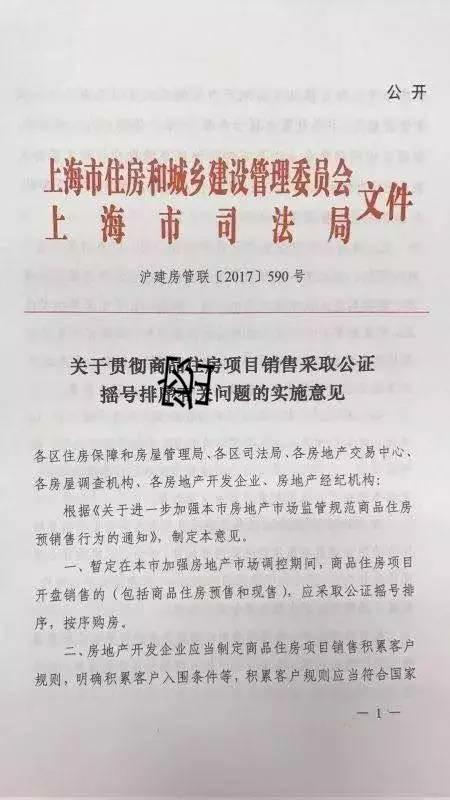 公开
上海市住房和城乡建设管理委员会
上海市司法局
文件
沪建房管联〔2017〕590号
关于贯彻商品住房项目销售采取公证
摇号排序有关问题的实施意见
各区住房保障和房屋管理局、各区司法局、各房地产交易中心、
各房屋调查机构、各房地产开发企业、房地产经纪机构:
根据《关于进一步加强本市房地产市场监管规范商品住房
预销售行为的通知》,制定本意见。
一、暂定在本市加强房地产市场调控期间,商品住房项目
开盘销售的(包括商品住房预售和现售),应采取公证摇号排
序,按序购房。
二、房地产开发企业应当制定商品住房项目销售积累客户
规则,明确积累客户入围条件等,积累客户规则应当符合国家
— 1 —